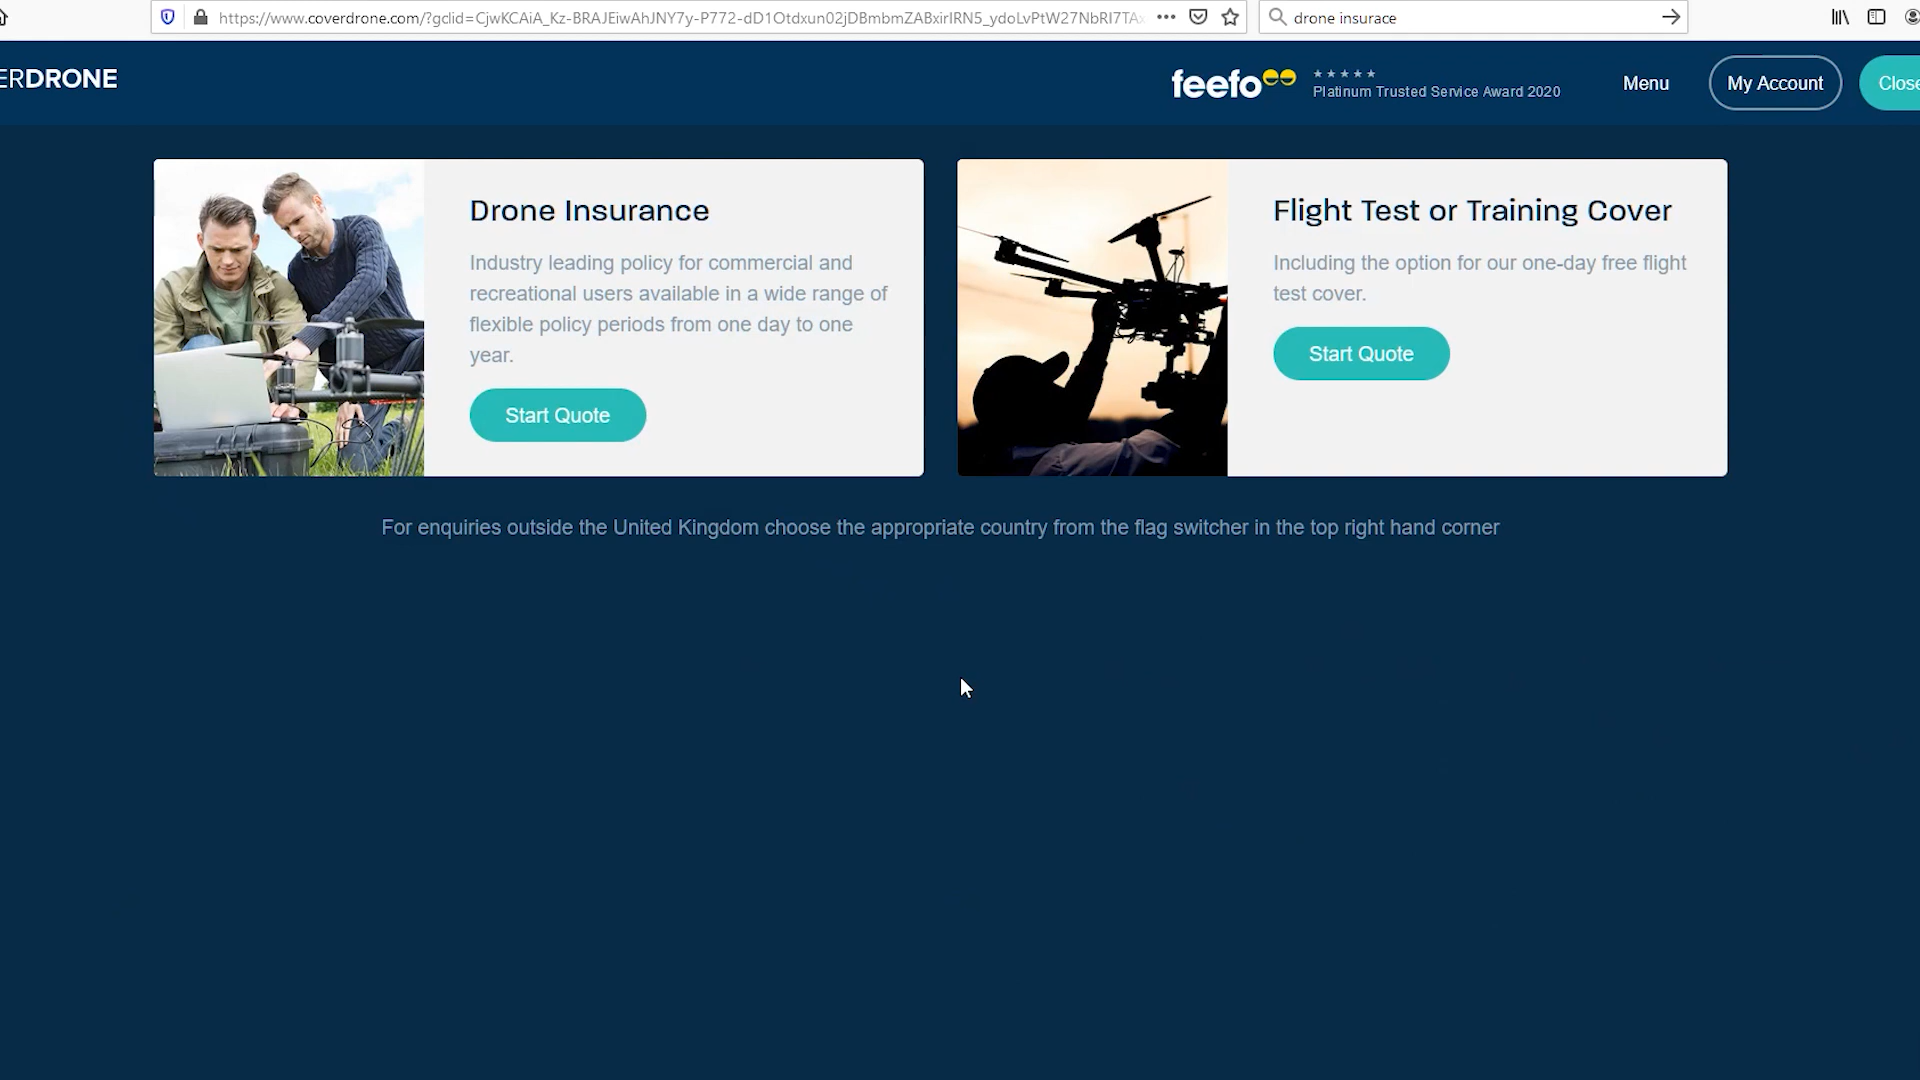 https://www.coverdrone.com/?gclid=CjwKCAiA_Kz-BRAJEiwAhJNY7y-P772-dD1Otdxun02jDBmbmZABxirIRN5_ydoLvPtW27NbRI7TAx
drone insurace
ERDRONE
feefo
Platinum Trusted Service Award 2020
Menu
My Account
Close
Drone Insurance
Industry leading policy for commercial and
recreational users available in a wide range of
flexible policy periods from one day to one
year.
Start Quote
Flight Test or Training Cover
Including the option for our one-day free flight
test cover.
Start Quote
For enquiries outside the United Kingdom choose the appropriate country from the flag switcher in the top right hand corner